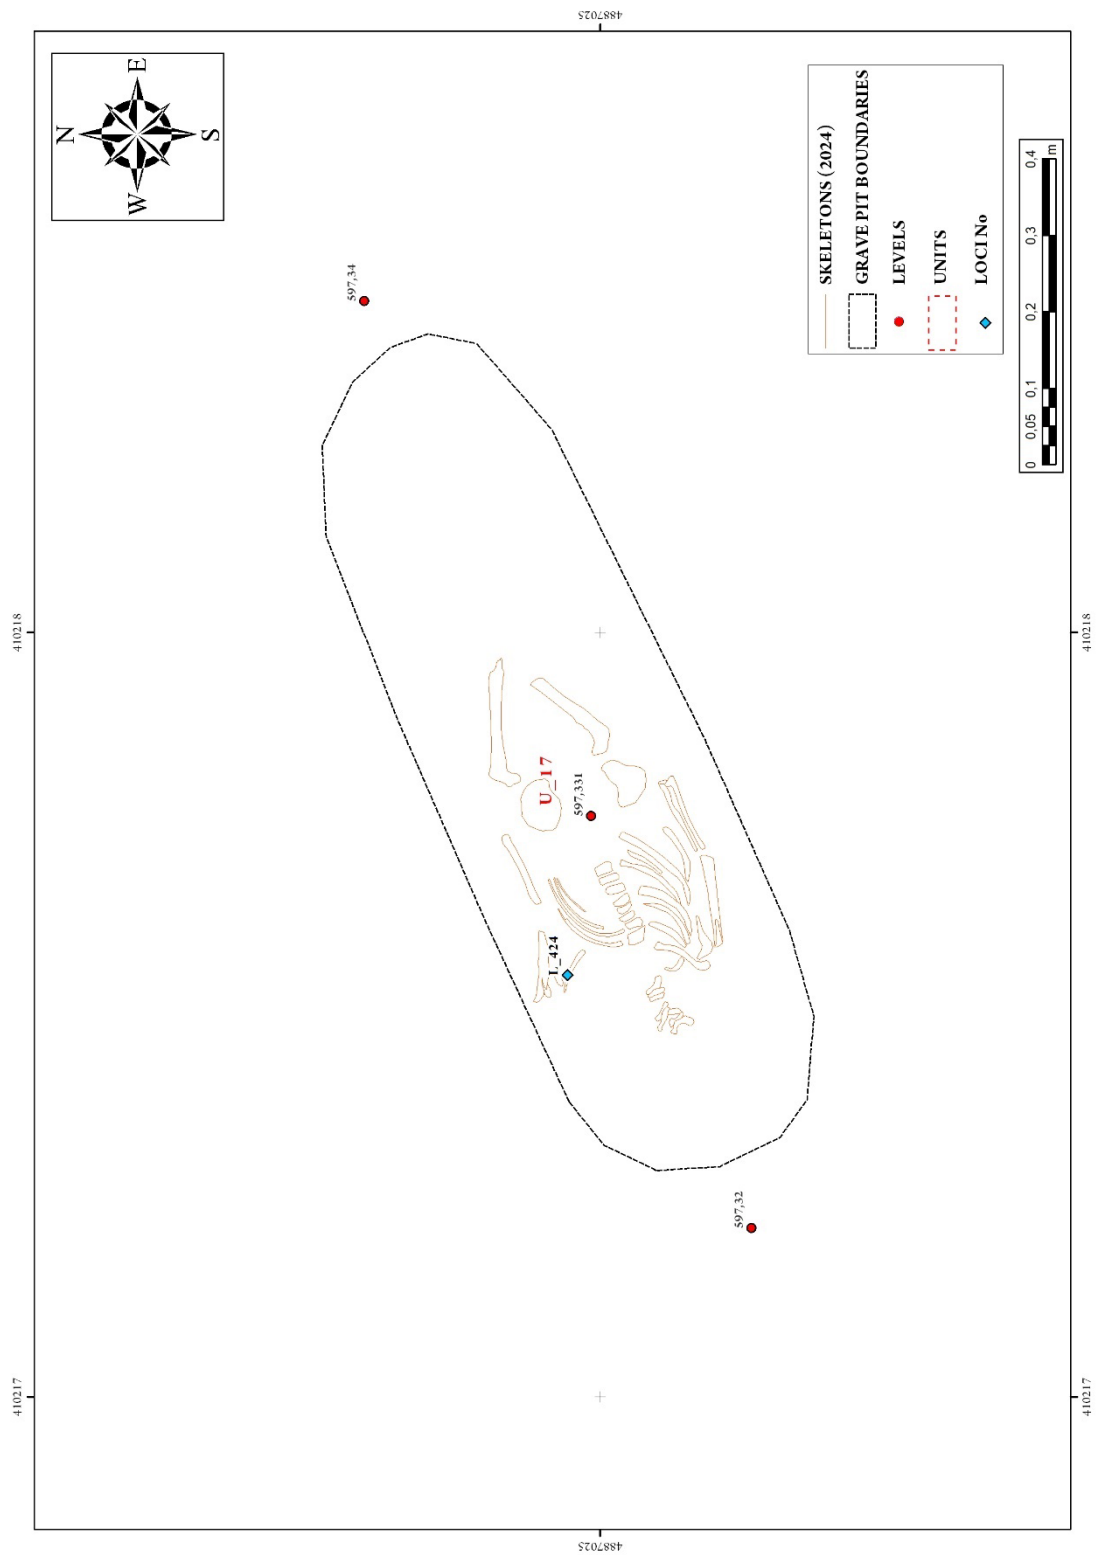 4887025
N
E
W
S
SKELETONS (2024)
GRAVE PIT BOUNDARIES
LEVELS
UNITS
LOCI No
0 0,05 0,1 0,2 0,3 0,4
m
597,34
410218
410218
U_17
597,331
L_424
597,32
410217
410217
4887025